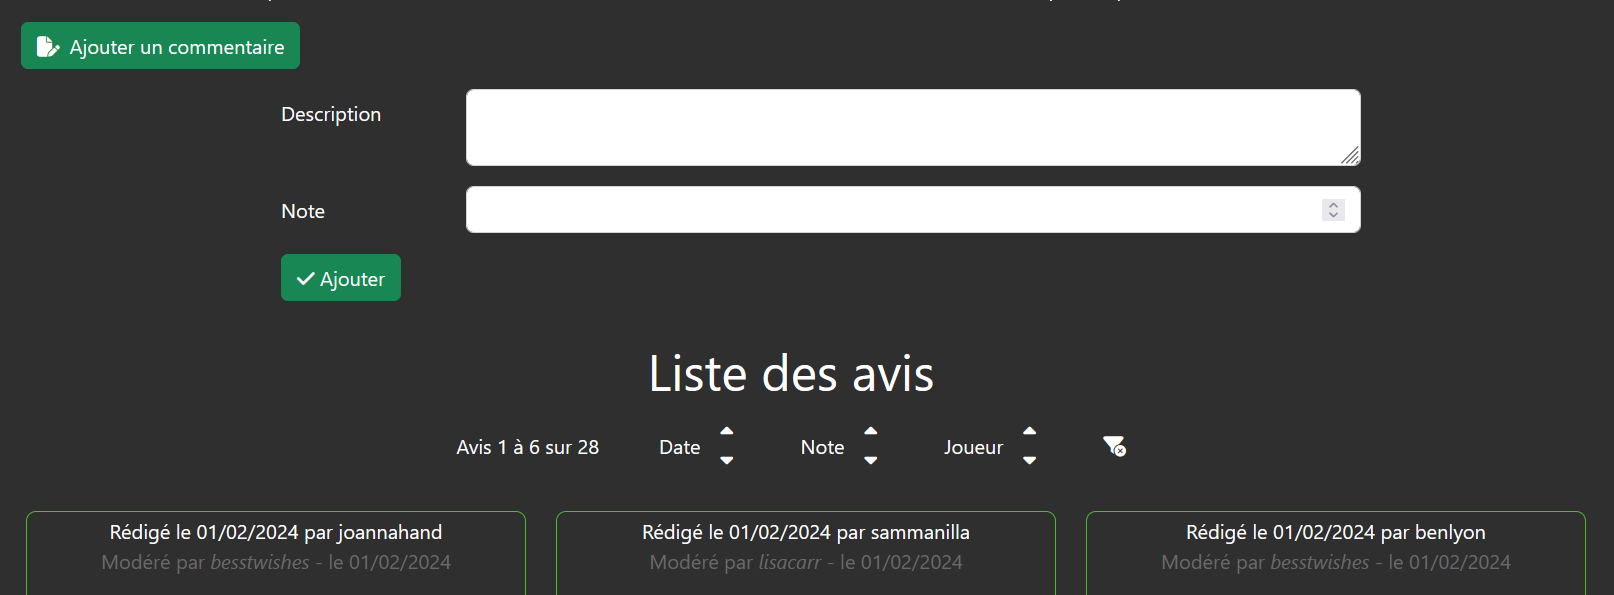 Ajouter un commentaire
Description
Note
Ajouter
Liste des avis
Avis 1 à 6 sur 28 Date Note Joueur
Rédigé le 01/02/2024 par joannahand
Modéré par besstwishes - le 01/02/2024
Rédigé le 01/02/2024 par sammanilla
Modéré par lisacarr - le 01/02/2024
Rédigé le 01/02/2024 par benlyon
Modéré par besstwishes - le 01/02/2024